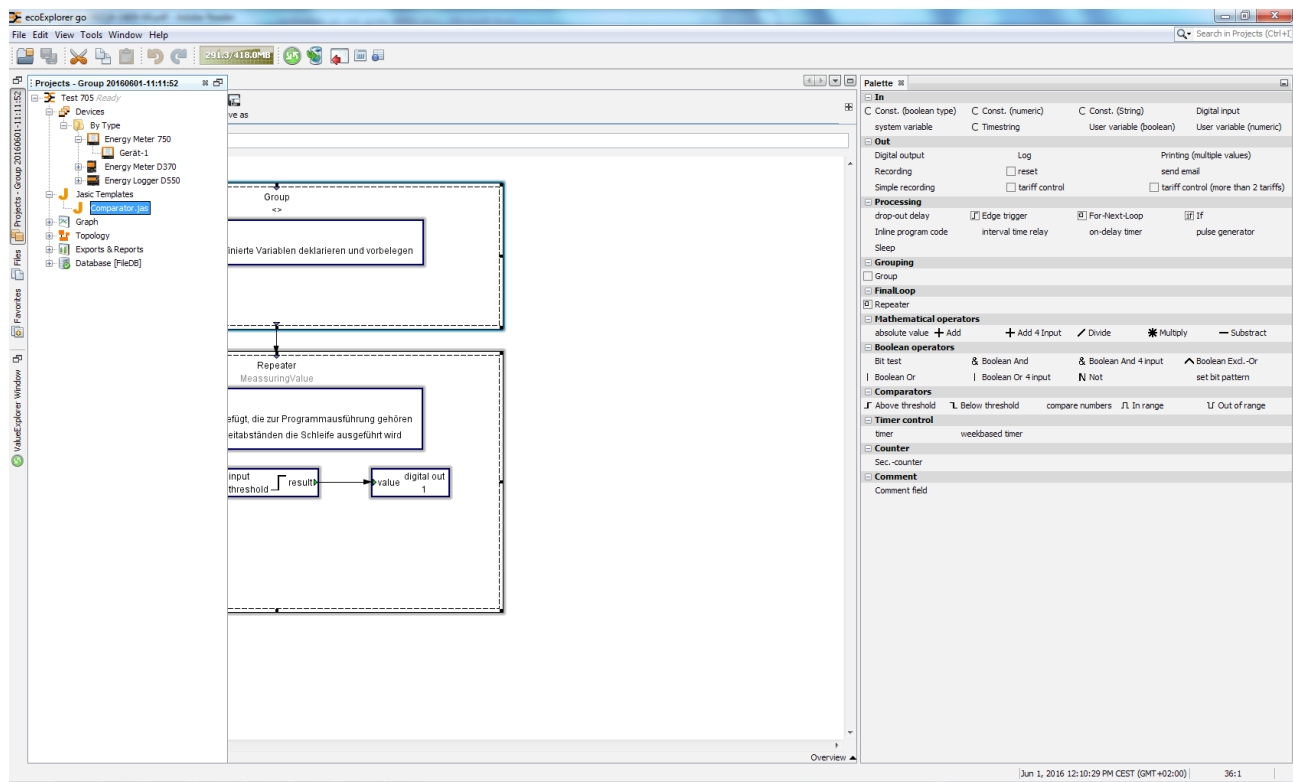 ecoExplorer go
File Edit View Tools Window Help
Search in Projects (Ctrl+I
291.3/418.0MB
Projects - Group 20160601-11:11:52
Test 705 Ready
Devices
By Type
Energy Meter 750
Gerät-1
Energy Meter D370
Energy Logger D550
Jasic Templates
Comparator.jas
Graph
Topology
Exports & Reports
Database [FileDB]
Projects - Group 20160601-11:11:52
Files
Favorites
ValueExplorer Window
ve as
Group
<>
inierte Variablen deklarieren und vorbelegen
Repeater
MeassuringValue
efügt, die zur Programmausführung gehören
eitabständen die Schleife ausgeführt wird
input
threshold
result
value
digital out
1
Overview
Palette
In
C Const. (boolean type) C Const. (numeric) C Const. (String) Digital input
system variable C Timestring User variable (boolean) User variable (numeric)
Out
Digital output Log Printing (multiple values)
Recording reset send email
Simple recording tariff control tariff control (more than 2 tariffs)
Processing
drop-out delay Edge trigger For-Next-Loop if If
Inline program code interval time relay on-delay timer pulse generator
Sleep
Grouping
Group
FinalLoop
Repeater
Mathematical operators
absolute value + Add + Add 4 Input Divide Multiply Substract
Boolean operators
Bit test & Boolean And & Boolean And 4 input Boolean Excl.-Or
| Boolean Or | Boolean Or 4 input N Not set bit pattern
Comparators
Above threshold Below threshold compare numbers In range Out of range
Timer control
timer weekbased timer
Counter
Sec.-counter
Comment
Comment field
Jun 1, 2016 12:10:29 PM CEST (GMT+02:00) 36:1